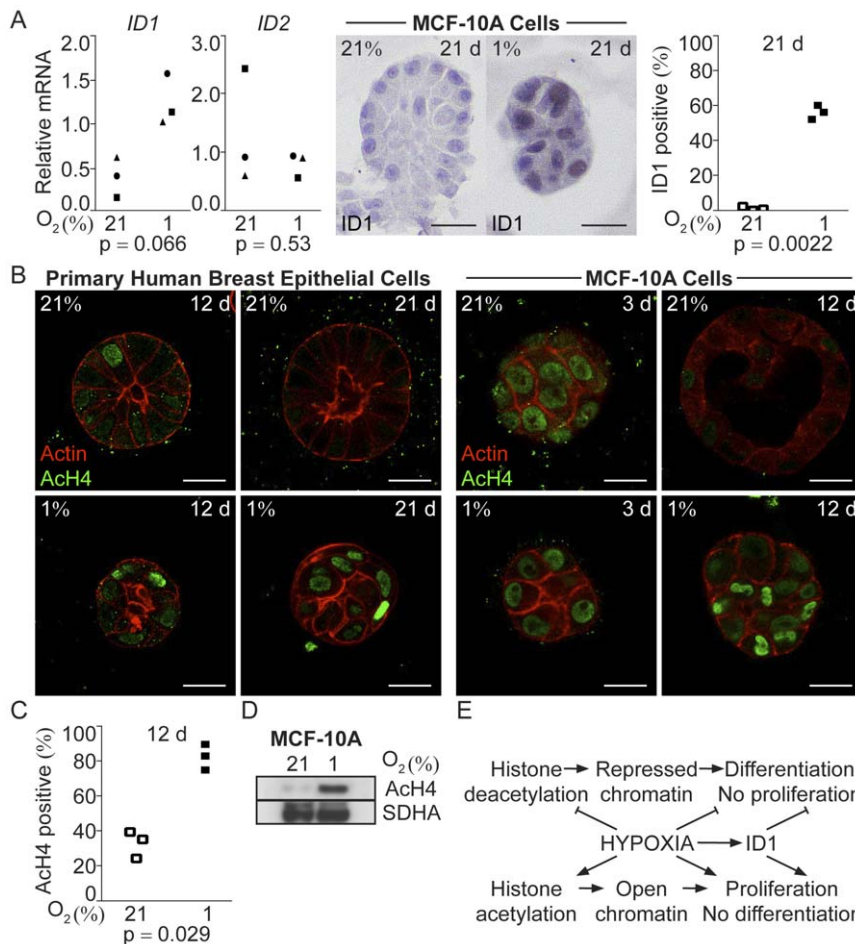 A
ID1
ID2
MCF-10A Cells
Relative mRNA
2.0
1.5
1.0
0.5
0.0
3.0
2.0
1.0
0.0
O2(%)
21 1
21 1
p = 0.066
p = 0.53
21% 21 d
ID1
1% 21 d
ID1
ID1 positive (%)
100
80
60
40
20
0
21 d
O2(%)
21 1
p = 0.0022
B
Primary Human Breast Epithelial Cells
MCF-10A Cells
21% 12 d
Actin
AcH4
21% 21 d
21% 3 d
Actin
AcH4
21% 12 d
1% 12 d
1% 21 d
1% 3 d
1% 12 d
C
AcH4 positive (%)
100
80
60
40
20
0
12 d
O2(%)
21 1
p = 0.029
D
MCF-10A
21 1 O2(%)
AcH4
SDHA
E
Histone Repressed Differentiation
deacetylation chromatin No proliferation
HYPOXIA ID1
Histone Open Proliferation
acetylation chromatin No differentiation